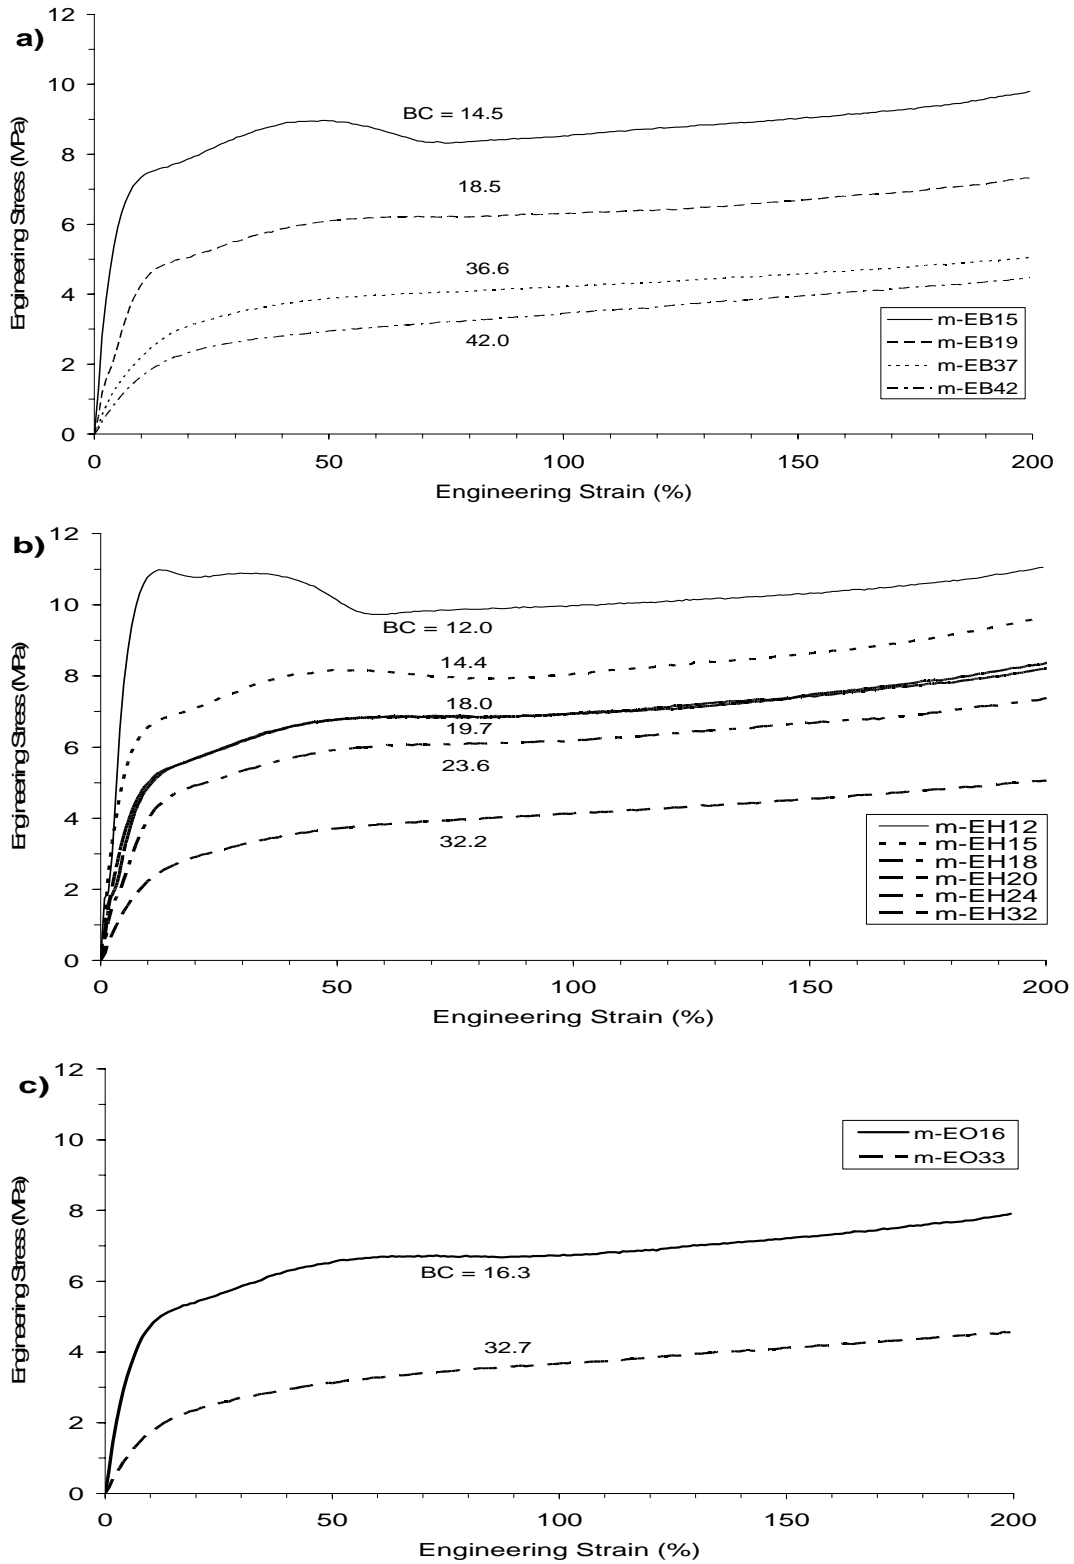 a)
12
10
8
6
4
2
0
Engineering Stress (MPa)
BC = 14.5
18.5
36.6
42.0
m-EB15
m-EB19
m-EB37
m-EB42
0 50 100 150 200
Engineering Strain (%)
b)
12
10
8
6
4
2
0
Engineering Stress (MPa)
BC = 12.0
14.4
18.0
19.7
23.6
32.2
m-EH12
m-EH15
m-EH18
m-EH20
m-EH24
m-EH32
0 50 100 150 200
Engineering Strain (%)
c)
12
10
8
6
4
2
0
Engineering Stress (MPa)
m-EO16
m-EO33
BC = 16.3
32.7
0 50 100 150 200
Engineering Strain (%)